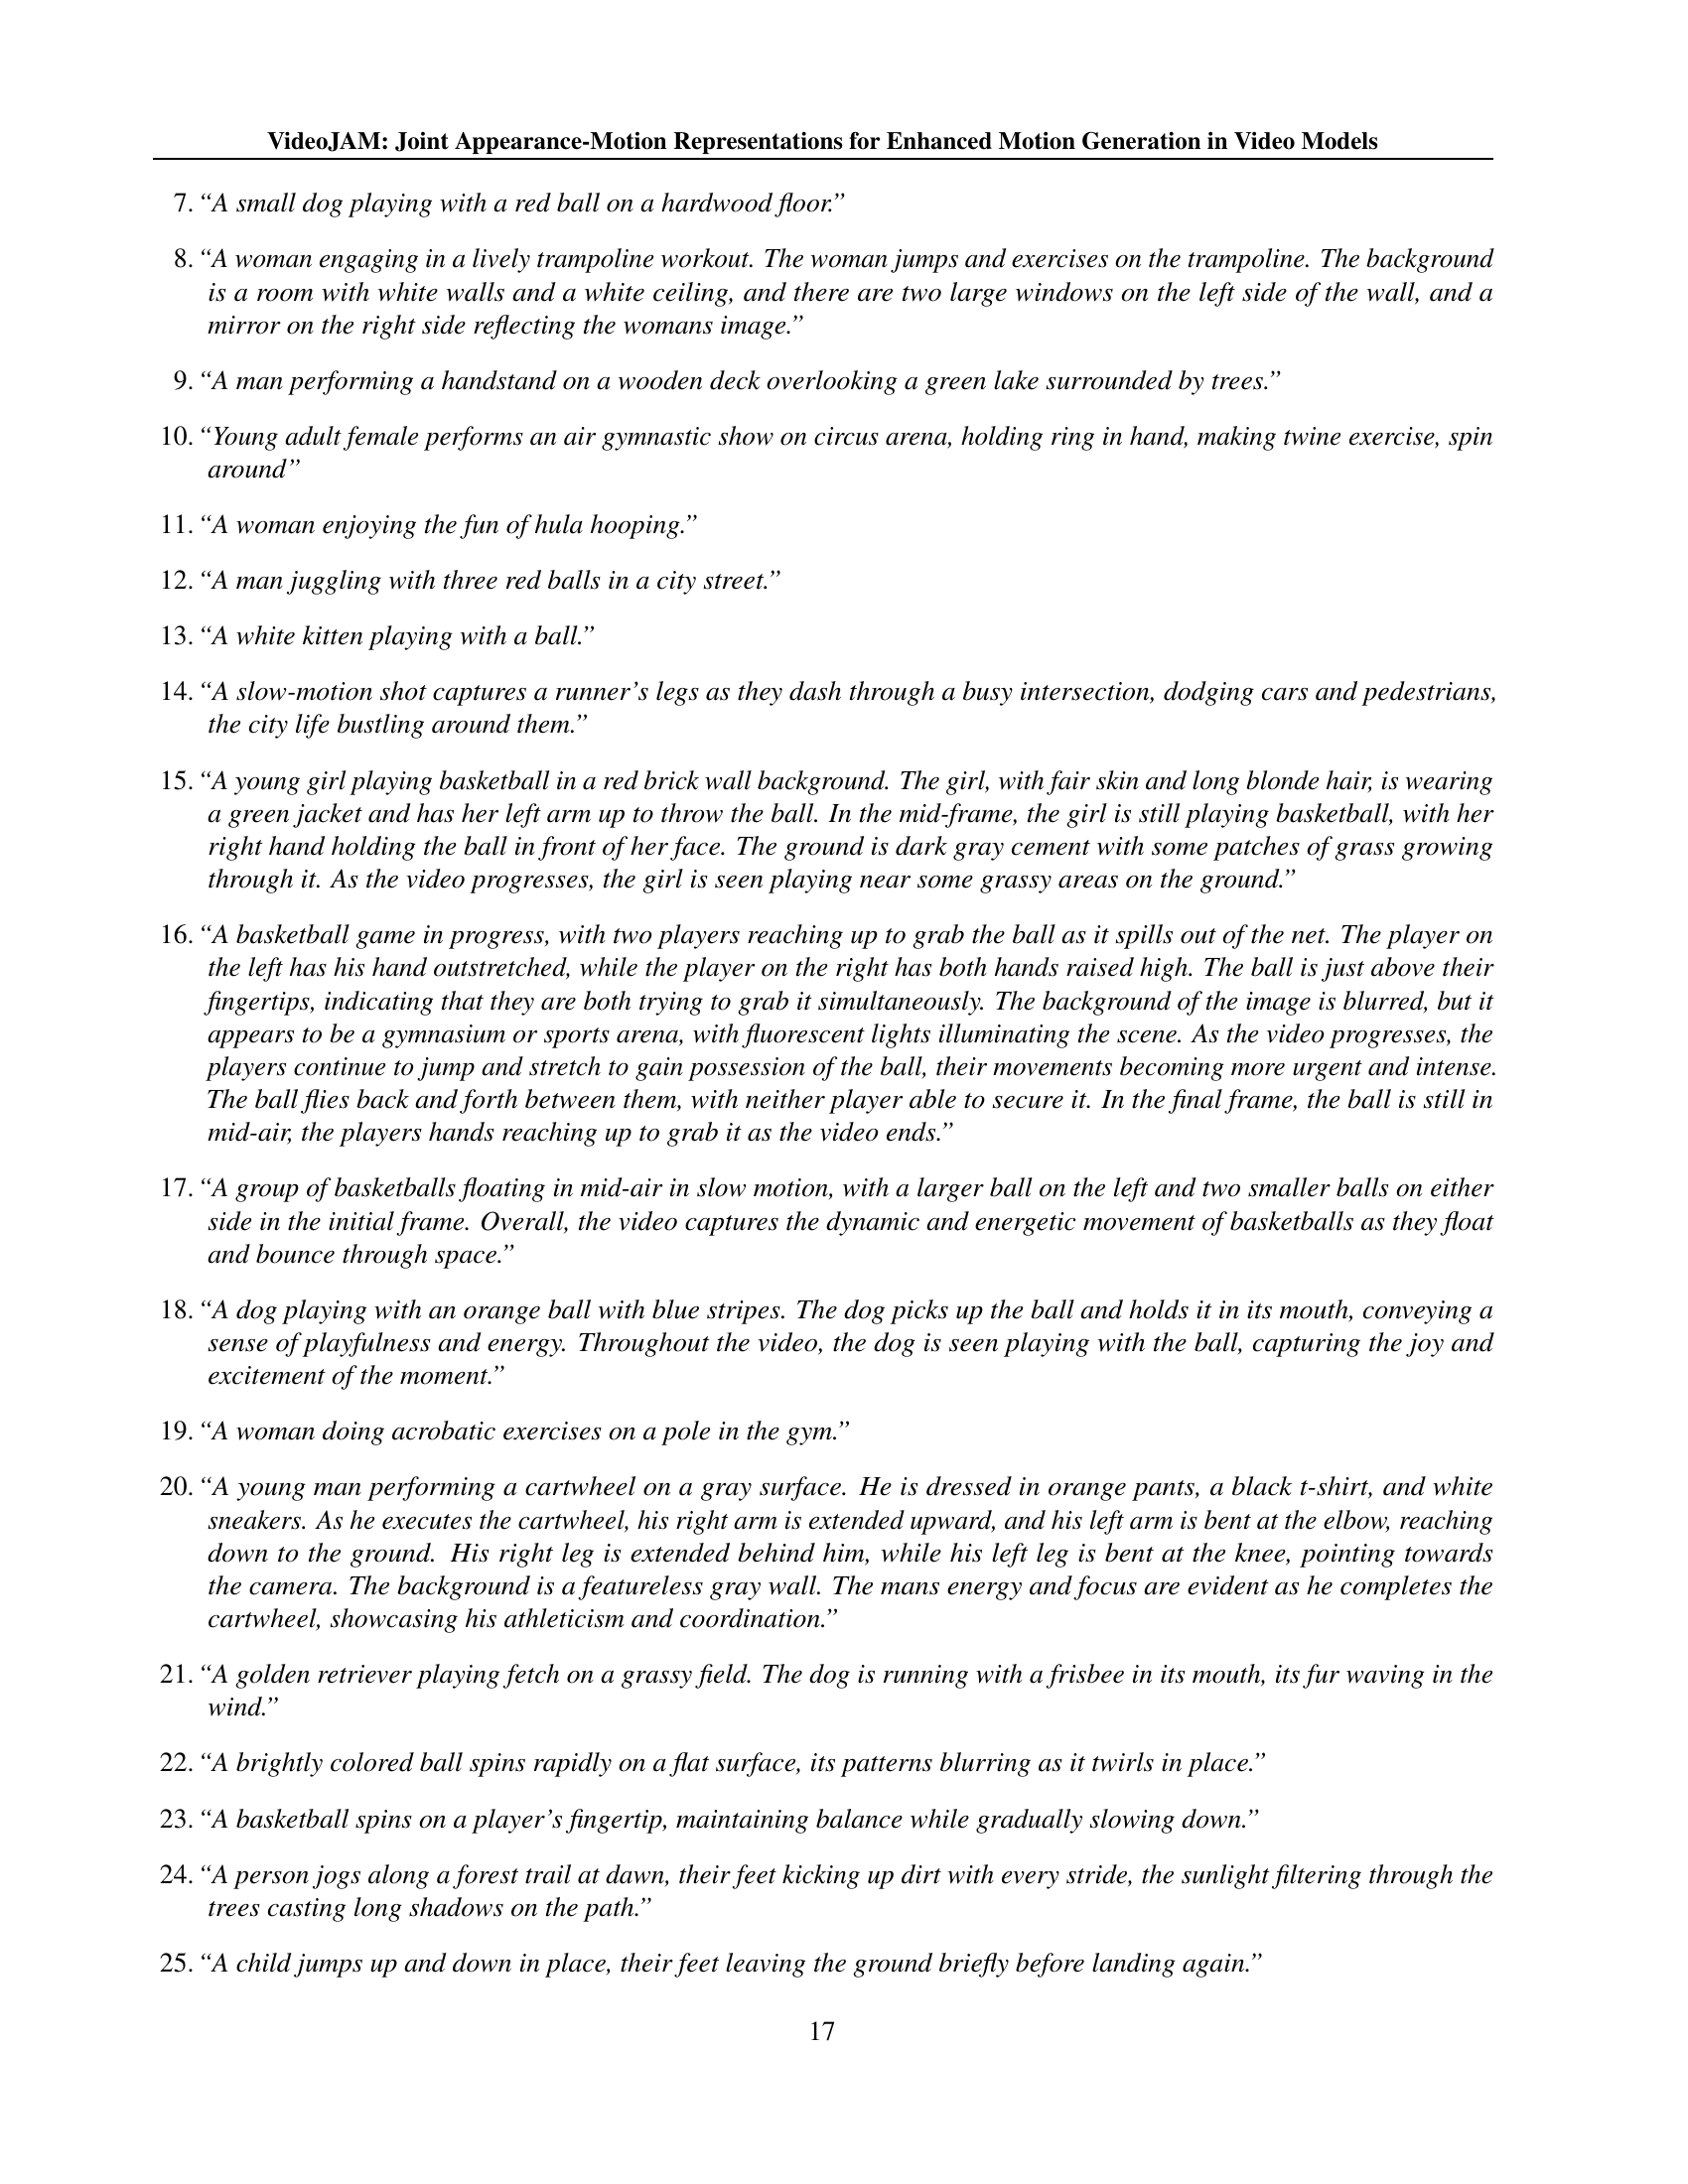 VideoJAM: Joint Appearance-Motion Representations for Enhanced Motion Generation in Video Models
7. “A small dog playing with a red ball on a hardwood floor.”
8. “A woman engaging in a lively trampoline workout. The woman jumps and exercises on the trampoline. The background
is a room with white walls and a white ceiling, and there are two large windows on the left side of the wall, and a
mirror on the right side reflecting the womans image.”
9. “A man performing a handstand on a wooden deck overlooking a green lake surrounded by trees.”
10. “Young adult female performs an air gymnastic show on circus arena, holding ring in hand, making twine exercise, spin
around”
11. “A woman enjoying the fun of hula hooping.”
12. “A man juggling with three red balls in a city street.”
13. “A white kitten playing with a ball.”
14. “A slow-motion shot captures a runner’s legs as they dash through a busy intersection, dodging cars and pedestrians,
the city life bustling around them.”
15. “A young girl playing basketball in a red brick wall background. The girl, with fair skin and long blonde hair, is wearing
a green jacket and has her left arm up to throw the ball. In the mid-frame, the girl is still playing basketball, with her
right hand holding the ball in front of her face. The ground is dark gray cement with some patches of grass growing
through it. As the video progresses, the girl is seen playing near some grassy areas on the ground.”
16. “A basketball game in progress, with two players reaching up to grab the ball as it spills out of the net. The player on
the left has his hand outstretched, while the player on the right has both hands raised high. The ball is just above their
fingertips, indicating that they are both trying to grab it simultaneously. The background of the image is blurred, but it
appears to be a gymnasium or sports arena, with fluorescent lights illuminating the scene. As the video progresses, the
players continue to jump and stretch to gain possession of the ball, their movements becoming more urgent and intense.
The ball flies back and forth between them, with neither player able to secure it. In the final frame, the ball is still in
mid-air, the players hands reaching up to grab it as the video ends.”
17. “A group of basketballs floating in mid-air in slow motion, with a larger ball on the left and two smaller balls on either
side in the initial frame. Overall, the video captures the dynamic and energetic movement of basketballs as they float
and bounce through space.”
18. “A dog playing with an orange ball with blue stripes. The dog picks up the ball and holds it in its mouth, conveying a
sense of playfulness and energy. Throughout the video, the dog is seen playing with the ball, capturing the joy and
excitement of the moment.”
19. “A woman doing acrobatic exercises on a pole in the gym.”
20. “A young man performing a cartwheel on a gray surface. He is dressed in orange pants, a black t-shirt, and white
sneakers. As he executes the cartwheel, his right arm is extended upward, and his left arm is bent at the elbow, reaching
down to the ground. His right leg is extended behind him, while his left leg is bent at the knee, pointing towards
the camera. The background is a featureless gray wall. The mans energy and focus are evident as he completes the
cartwheel, showcasing his athleticism and coordination.”
21. “A golden retriever playing fetch on a grassy field. The dog is running with a frisbee in its mouth, its fur waving in the
wind.”
22. “A brightly colored ball spins rapidly on a flat surface, its patterns blurring as it twirls in place.”
23. “A basketball spins on a player’s fingertip, maintaining balance while gradually slowing down.”
24. “A person jogs along a forest trail at dawn, their feet kicking up dirt with every stride, the sunlight filtering through the
trees casting long shadows on the path.”
25. “A child jumps up and down in place, their feet leaving the ground briefly before landing again.”
17